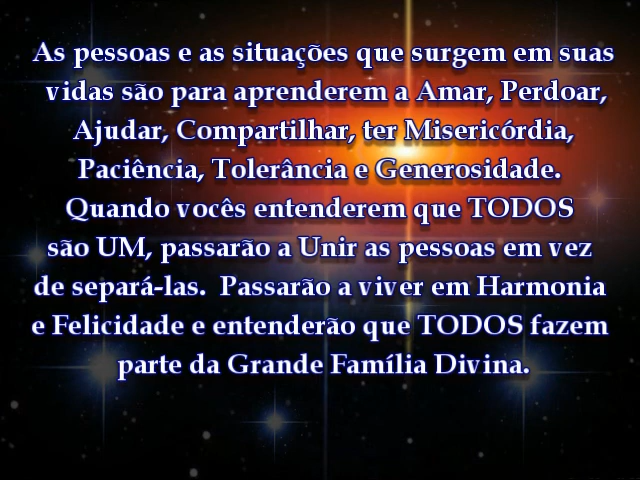 As pessoas e as situações que surgem em suas
vidas são para aprenderem a Amar, Perdoar,
Ajudar, Compartilhar, ter Misericórdia,
Paciência, Tolerância e Generosidade.
Quando vocês entenderem que TODOS
são UM, passarão a Unir as pessoas em vez
de separá-las. Passarão a viver em Harmonia
e Felicidade e entenderão que TODOS fazem
parte da Grande Família Divina.